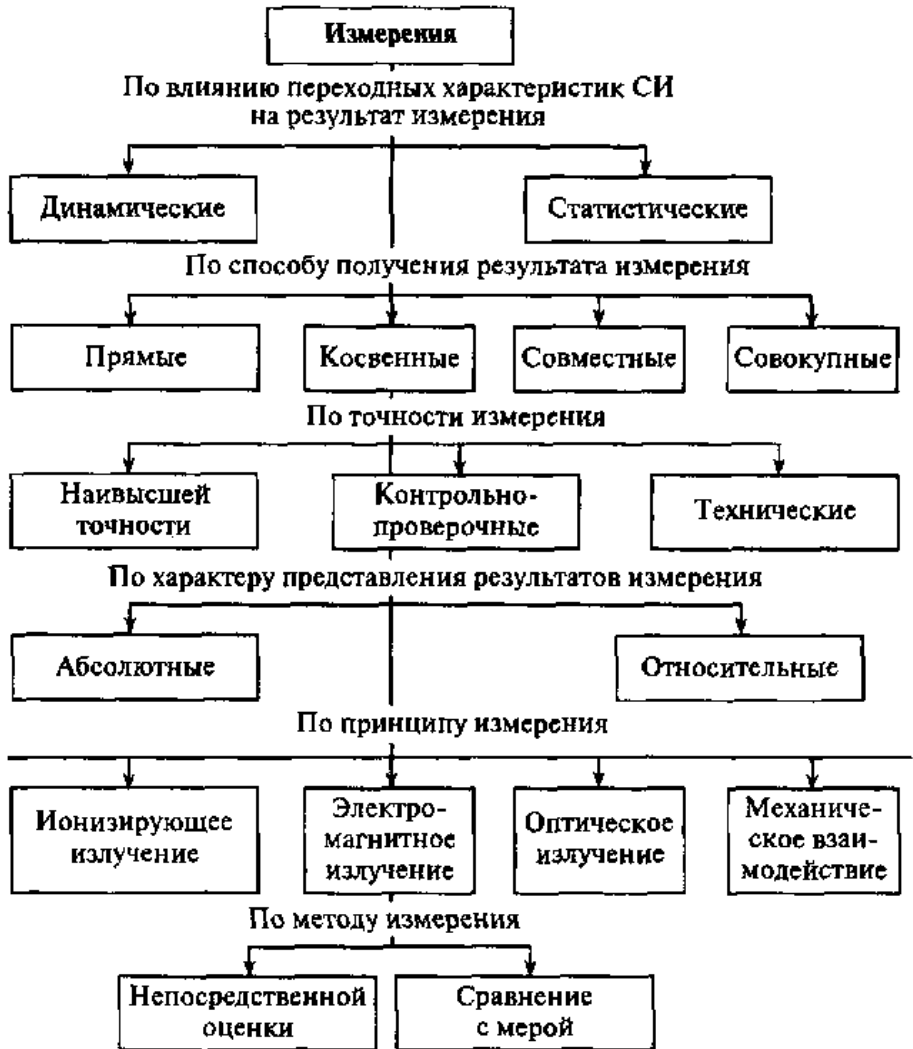 Измерения
По влиянию переходных характеристик СИ
на результат измерения
Динамические
Статистические
По способу получения результата измерения
Прямые
Косвенные
Совместные
Совокупные
По точности измерения
Наивысшей
точности
Контрольно-
проверочные
Технические
По характеру представления результатов измерения
Абсолютные
Относительные
По принципу измерения
Ионизирующее
излучение
Электро-
магнитное
излучение
Оптическое
излучение
Механиче-
ское взаи-
модействие
По методу измерения
Непосредственной
оценки
Сравнение
с мерой